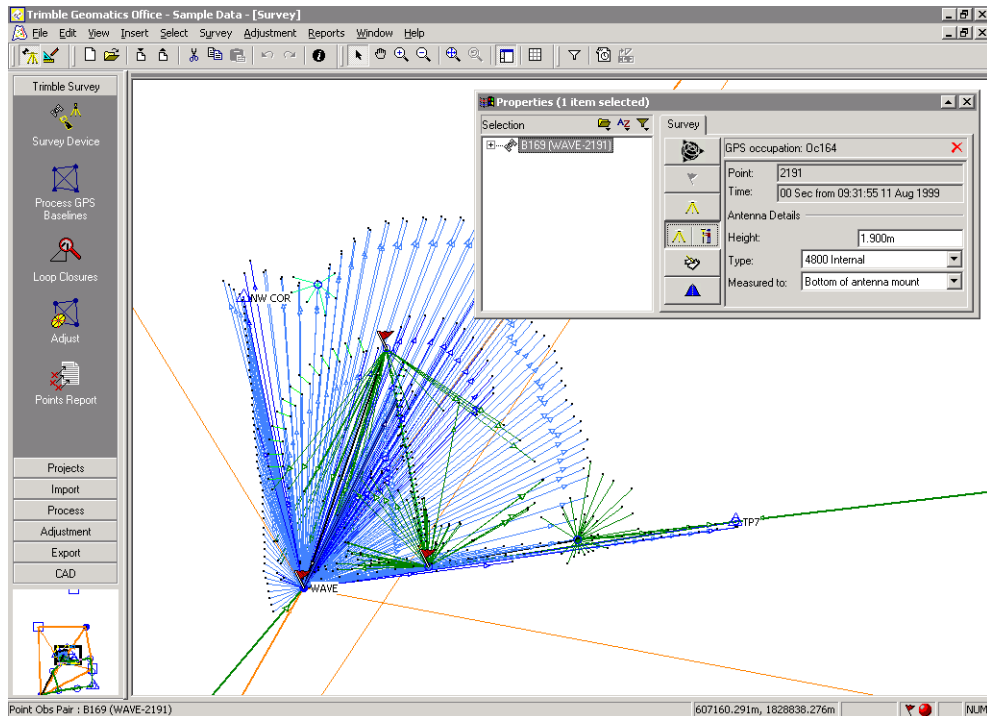 Trimble Geomatics Office - Sample Data - [Survey]
File Edit View Insert Select Survey Adjustment Reports Window Help
Trimble Survey
Survey Device
Process GPS
Baselines
Loop Closures
Adjust
Points Report
Projects
Import
Process
Adjustment
Export
CAD
Properties (1 item selected)
Selection
B169 (WAVE-2191)
Survey
GPS occupation: Oc164
Point: 2191
Time: 00 Sec from 09:31:55 11 Aug 1999
Antenna Details
Height: 1.900m
Type: 4800 Internal
Measured to: Bottom of antenna mount
NW COR
TP7
WAVE
Point Obs Pair : B169 (WAVE-2191)
607160.291m, 1828838.276m
NUM